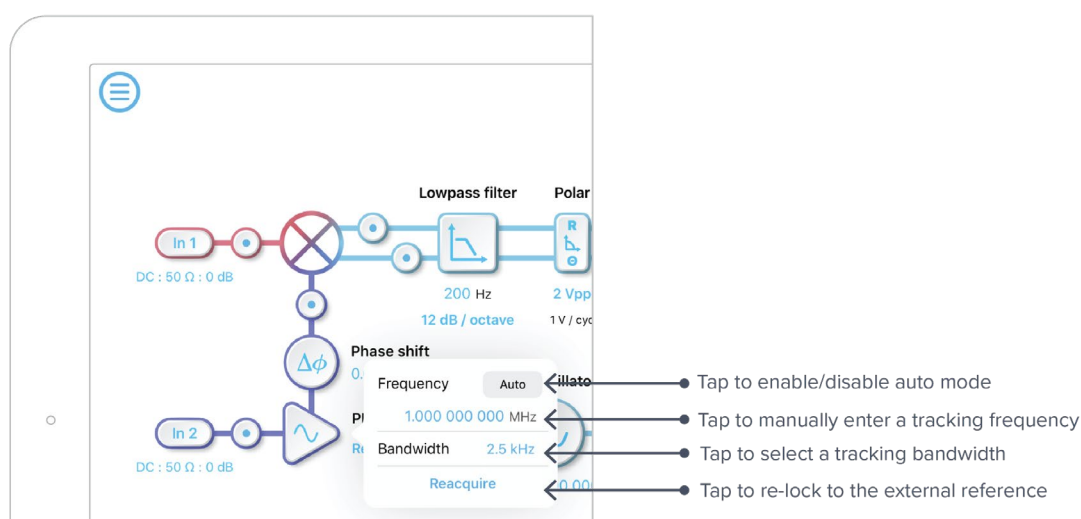 Lowpass filter
Polar
In 1
R
Θ
DC : 50 Ω : 0 dB
200 Hz
2 Vpp
12 dB / octave
1 V / cyc
Phase shift
Δϕ
0.
Frequency
Auto
illato
Tap to enable/disable auto mode
1.000 000 000 MHz
Tap to manually enter a tracking frequency
In 2
Bandwidth
2.5 kHz
Tap to select a tracking bandwidth
DC : 50 Ω : 0 dB
Reacquire
Tap to re-lock to the external reference